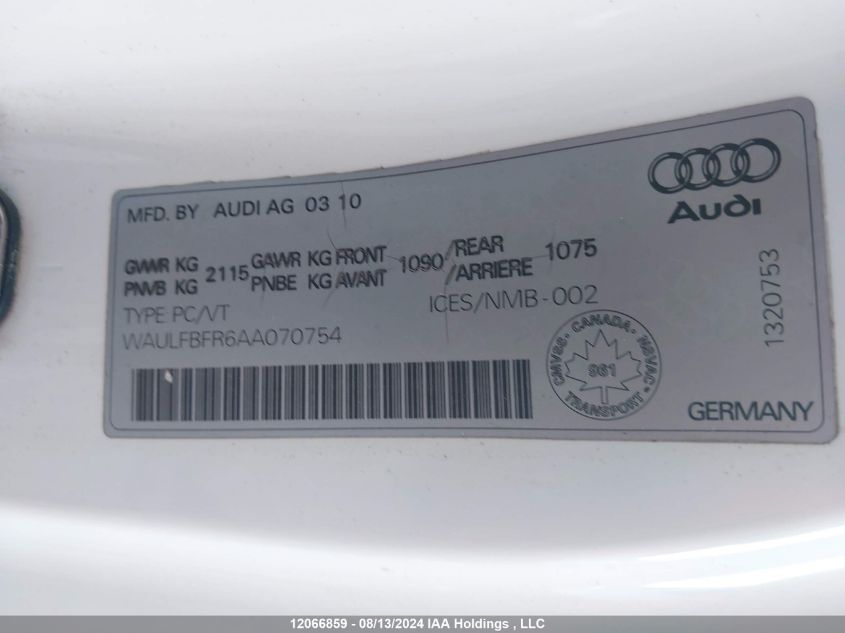 Audi
MFD. BY AUDI AG 03 10
GWWR KG 2115 GAWR KG FRONT 1090 /REAR 1075
PNVB KG PNBE KG AVANT /ARRIERE
TYPE PC/VT ICES/NMB-002
WAULFBFR6AA070754
1320753
CMVSS. CANADA. NSVAC
961
TRANSPORT
GERMANY
12066859 - 08/13/2024 IAA Holdings , LLC